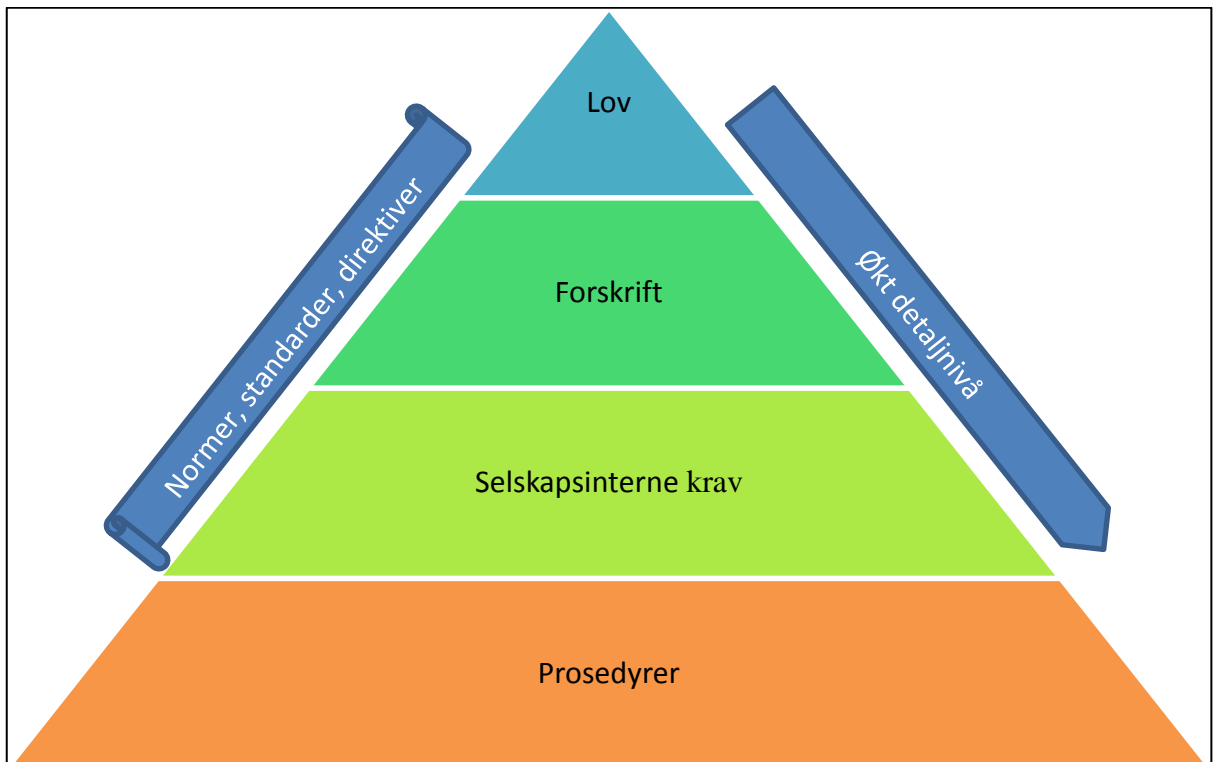 Lov
Normer, standarder, direktiver
Økt detaljnivå
Forskrift
Selskapsinterne krav
Prosedyrer